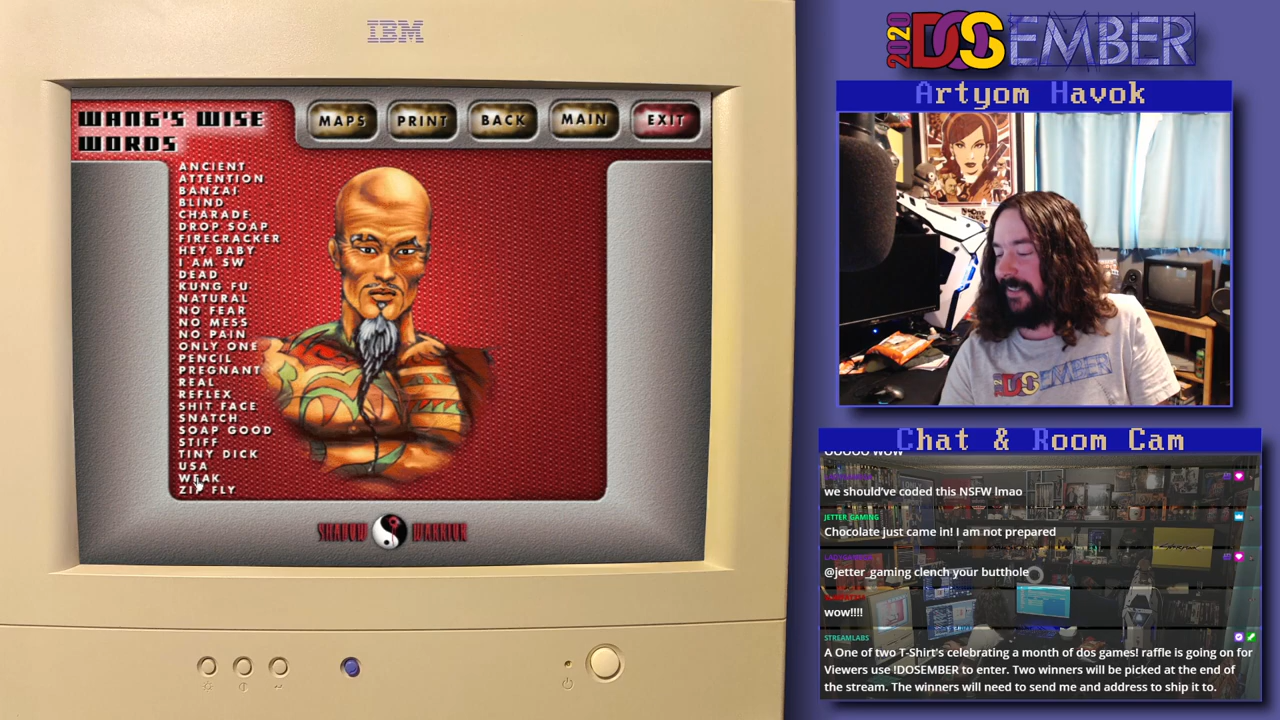 IBM
WANG'S WISE
WORDS
MAPS
PRINT
BACK
MAIN
EXIT
ANCIENT
ATTENTION
BANZAI
BLIND
CHARADE
DROP SOAP
FIRECRACKER
HEY BABY
I AM SW
DEAD
KUNG FU
NATURAL
NO FEAR
NO MESS
NO PAIN
ONLY ONE
PENCIL
PREGNANT
REAL
REFLEX
SHIT FACE
SNATCH
SOAP GOOD
STIFF
TINY DICK
USA
WEAK
ZIP FLY
SHADOW WARRIOR
2020 DOSEMBER
Artyom Havok
DOSEMBER
Chat & Room Cam
we should've coded this NSFW lmao
JETTER GAMING
Chocolate just came in! I am not prepared
@jetter_gaming clench your butthole
wow!!!!
STREAMLABS
A One of two T-Shirt's celebrating a month of dos games! raffle is going on for
Viewers use !DOSEMBER to enter. Two winners will be picked at the end of
the stream. The winners will need to send me and address to ship it to.